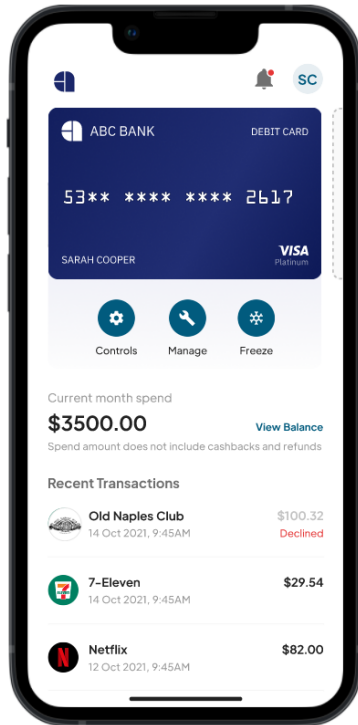 SC
ABC BANK
DEBIT CARD
53** **** **** 2617
SARAH COOPER
VISA
Platinum
Controls
Manage
Freeze
Current month spend
$3500.00
View Balance
Spend amount does not include cashbacks and refunds
Recent Transactions
Old Naples Club
$100.32
14 Oct 2021, 9:45AM
Declined
7-Eleven
$29.54
14 Oct 2021, 9:45AM
Netflix
$82.00
12 Oct 2021, 9:45AM